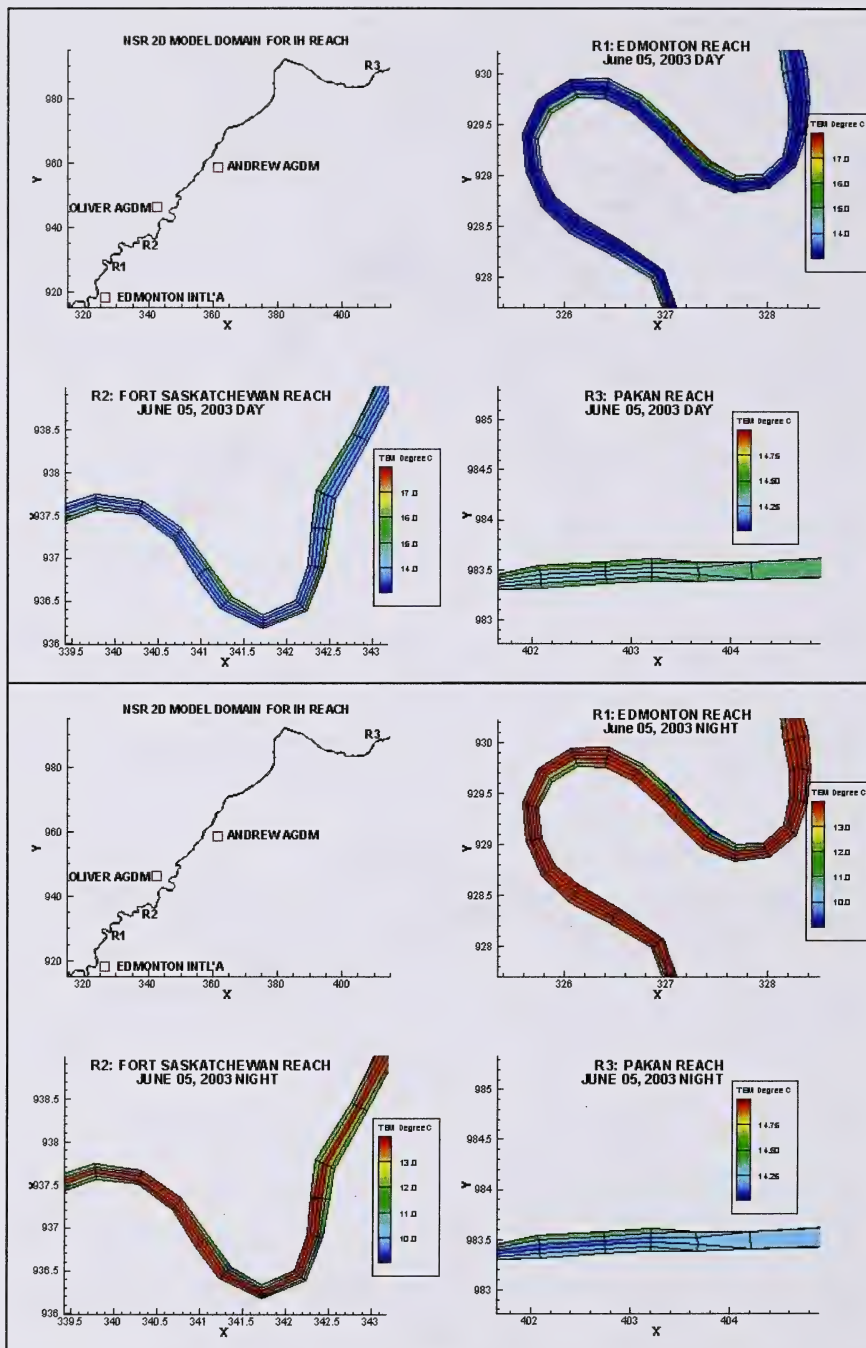 NSR 2D MODEL DOMAIN FOR IH REACH
R3
980
960
940
920
Y
ANDREW AGDM
OLIVER AGDM
R2
R1
EDMONTON INTL'A
320 340 360 380 400
X
R1: EDMONTON REACH
June 05, 2003 DAY
930
929.5
929
928.5
928
Y
TEM Degree C
17.0
16.0
15.0
14.0
326 327 328
X
R2: FORT SASKATCHEWAN REACH
JUNE 05, 2003 DAY
938.5
938
937.5
937
936.5
936
TEM Degree C
17.0
16.0
15.0
14.0
339.5 340 340.5 341 341.5 342 342.5 343
X
R3: PAKAN REACH
JUNE 05, 2003 DAY
985
984.5
984
983.5
983
Y
TEM Degree C
14.75
14.50
14.25
402 403 404
X
NSR 2D MODEL DOMAIN FOR IH REACH
R3
980
960
940
920
Y
ANDREW AGDM
OLIVER AGDM
R2
R1
EDMONTON INTL'A
320 340 360 380 400
X
R1: EDMONTON REACH
June 05, 2003 NIGHT
930
929.5
929
928.5
928
Y
TEM Degree C
13.0
12.0
11.0
10.0
326 327 328
X
R2: FORT SASKATCHEWAN REACH
JUNE 05, 2003 NIGHT
938.5
938
937.5
937
936.5
936
TEM Degree C
13.0
12.0
11.0
10.0
339.5 340 340.5 341 341.5 342 342.5 343
X
R3: PAKAN REACH
JUNE 05, 2003 NIGHT
985
984.5
984
983.5
983
Y
TEM Degree C
14.75
14.50
14.25
402 403 404
X